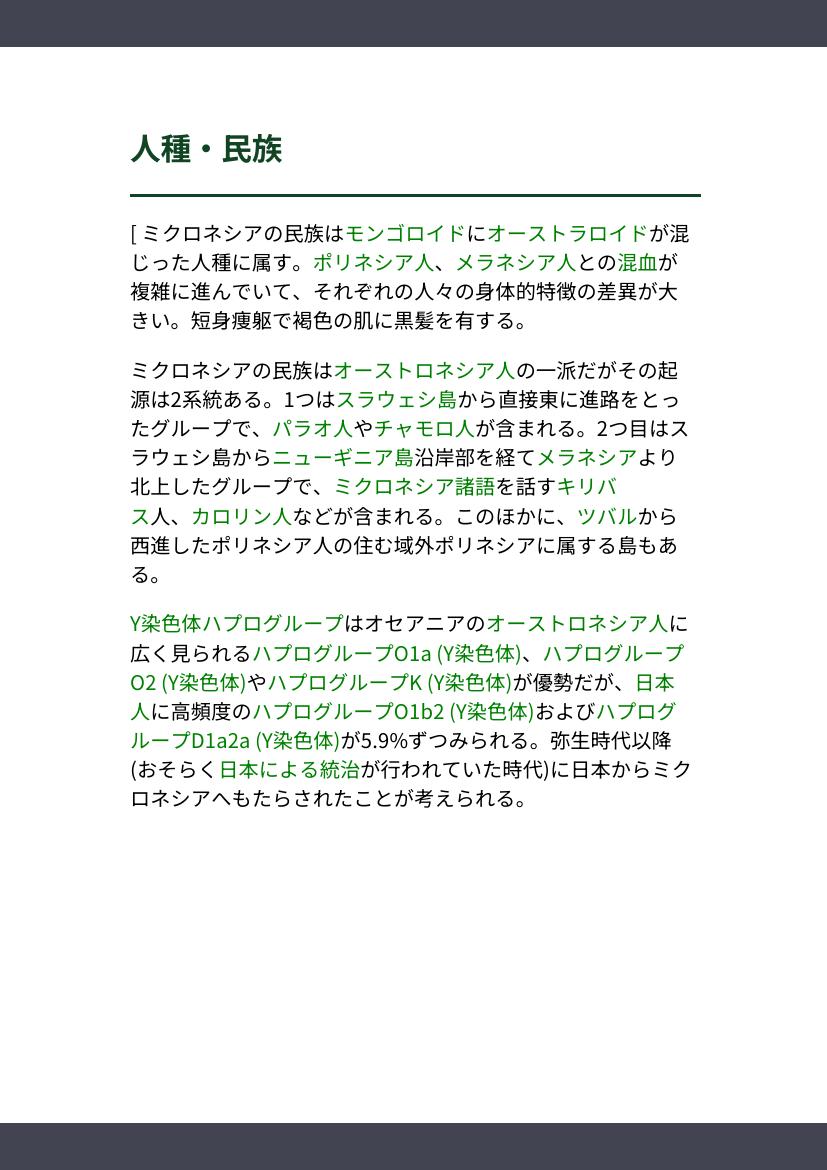 人種・民族
[ ミクロネシアの民族はモンゴロイドにオーストラロイドが混
じった人種に属す。ポリネシア人、メラネシア人との混血が
複雑に進んでいて、それぞれの人々の身体的特徴の差異が大
きい。短身痩躯で褐色の肌に黒髪を有する。
ミクロネシアの民族はオーストロネシア人の一派だがその起
源は2系統ある。1つはスラウェシ島から直接東に進路をとっ
たグループで、パラオ人やチャモロ人が含まれる。2つ目はス
ラウェシ島からニューギニア島沿岸部を経てメラネシアより
北上したグループで、ミクロネシア諸語を話すキリバ
ス人、カロリン人などが含まれる。このほかに、ツバルから
西進したポリネシア人の住む域外ポリネシアに属する島もあ
る。
Y染色体ハプログループはオセアニアのオーストロネシア人に
広く見られるハプログループO1a (Y染色体)、ハプログループ
O2 (Y染色体)やハプログループK (Y染色体)が優勢だが、日本
人に高頻度のハプログループO1b2 (Y染色体)およびハプログ
ループD1a2a (Y染色体)が5.9%ずつみられる。弥生時代以降
(おそらく日本による統治が行われていた時代)に日本からミク
ロネシアへもたらされたことが考えられる。